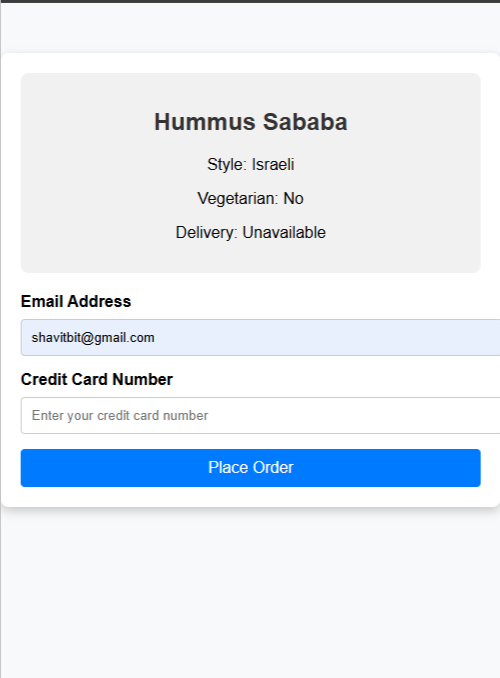 Hummus Sababa
Style: Israeli
Vegetarian: No
Delivery: Unavailable
Email Address
shavitbit@gmail.com
Credit Card Number
Enter your credit card number
Place Order